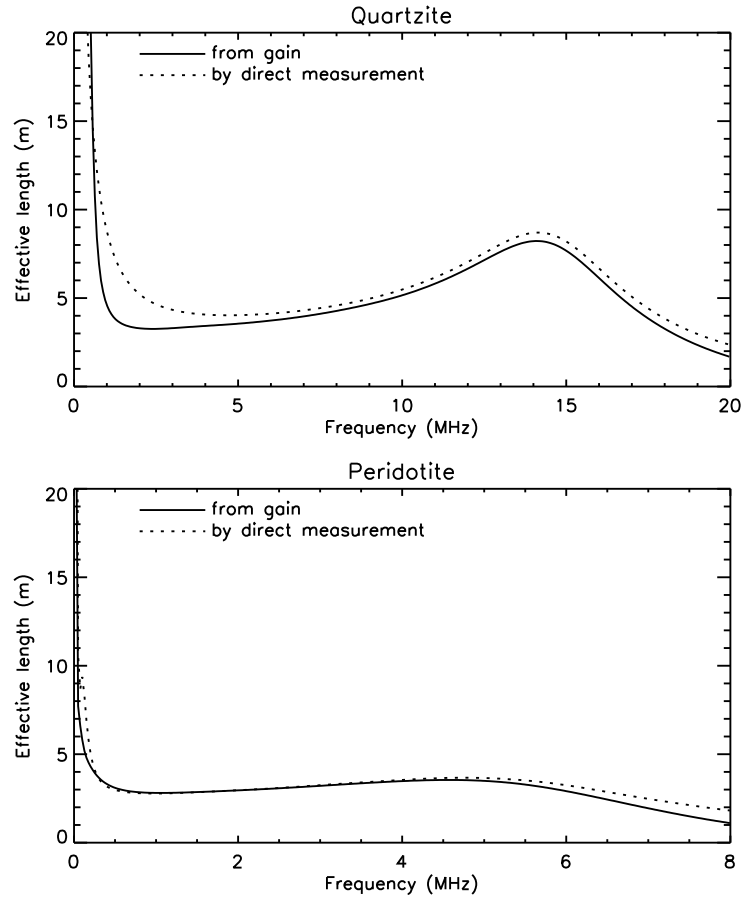 Quartzite
20
15
10
5
0
Effective length (m)
from gain
by direct measurement
0 5 10 15 20
Frequency (MHz)
Peridotite
20
15
10
5
0
Effective length (m)
from gain
by direct measurement
0 2 4 6 8
Frequency (MHz)